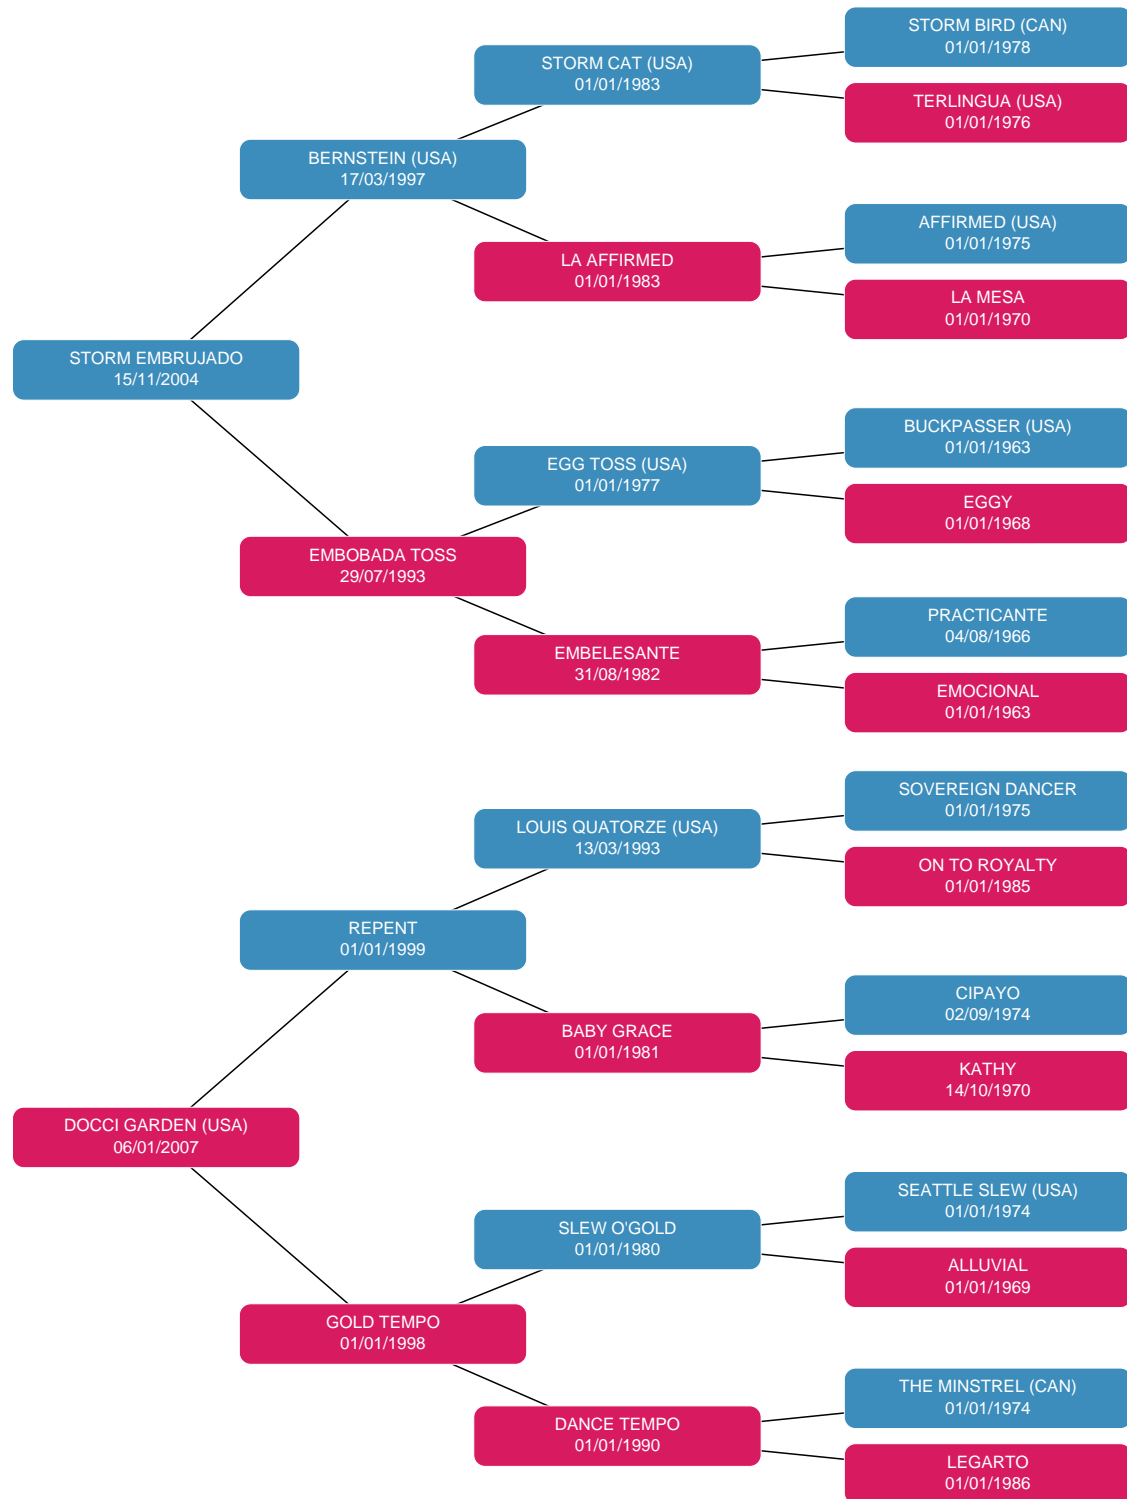 STORM BIRD (CAN)
01/01/1978
STORM CAT (USA)
01/01/1983
TERLINGUA (USA)
01/01/1976
BERNSTEIN (USA)
17/03/1997
AFFIRMED (USA)
01/01/1975
LA AFFIRMED
01/01/1983
LA MESA
01/01/1970
STORM EMBRUJADO
15/11/2004
BUCKPASSER (USA)
01/01/1963
EGG TOSS (USA)
01/01/1977
EGGY
01/01/1968
EMBOBADA TOSS
29/07/1993
PRACTICANTE
04/08/1966
EMBELESANTE
31/08/1982
EMOCIONAL
01/01/1963
SOVEREIGN DANCER
01/01/1975
LOUIS QUATORZE (USA)
13/03/1993
ON TO ROYALTY
01/01/1985
REPENT
01/01/1999
CIPAYO
02/09/1974
BABY GRACE
01/01/1981
KATHY
14/10/1970
DOCCI GARDEN (USA)
06/01/2007
SEATTLE SLEW (USA)
01/01/1974
SLEW O'GOLD
01/01/1980
ALLUVIAL
01/01/1969
GOLD TEMPO
01/01/1998
THE MINSTREL (CAN)
01/01/1974
DANCE TEMPO
01/01/1990
LEGARTO
01/01/1986